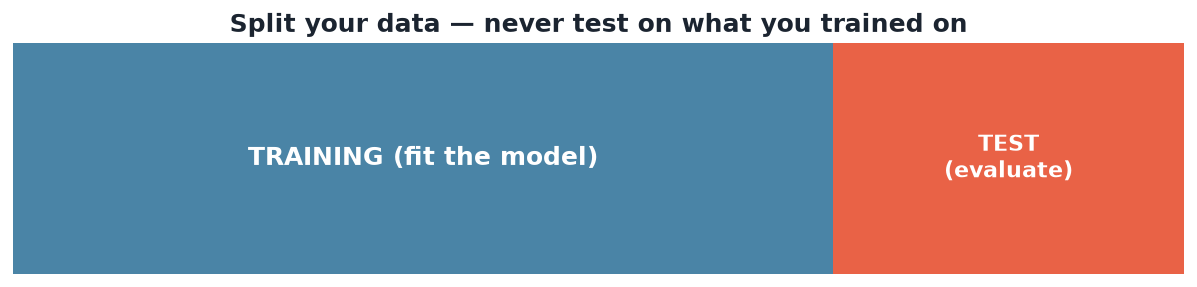 Split your data — never test on what you trained on
TRAINING (fit the model)
TEST
(evaluate)